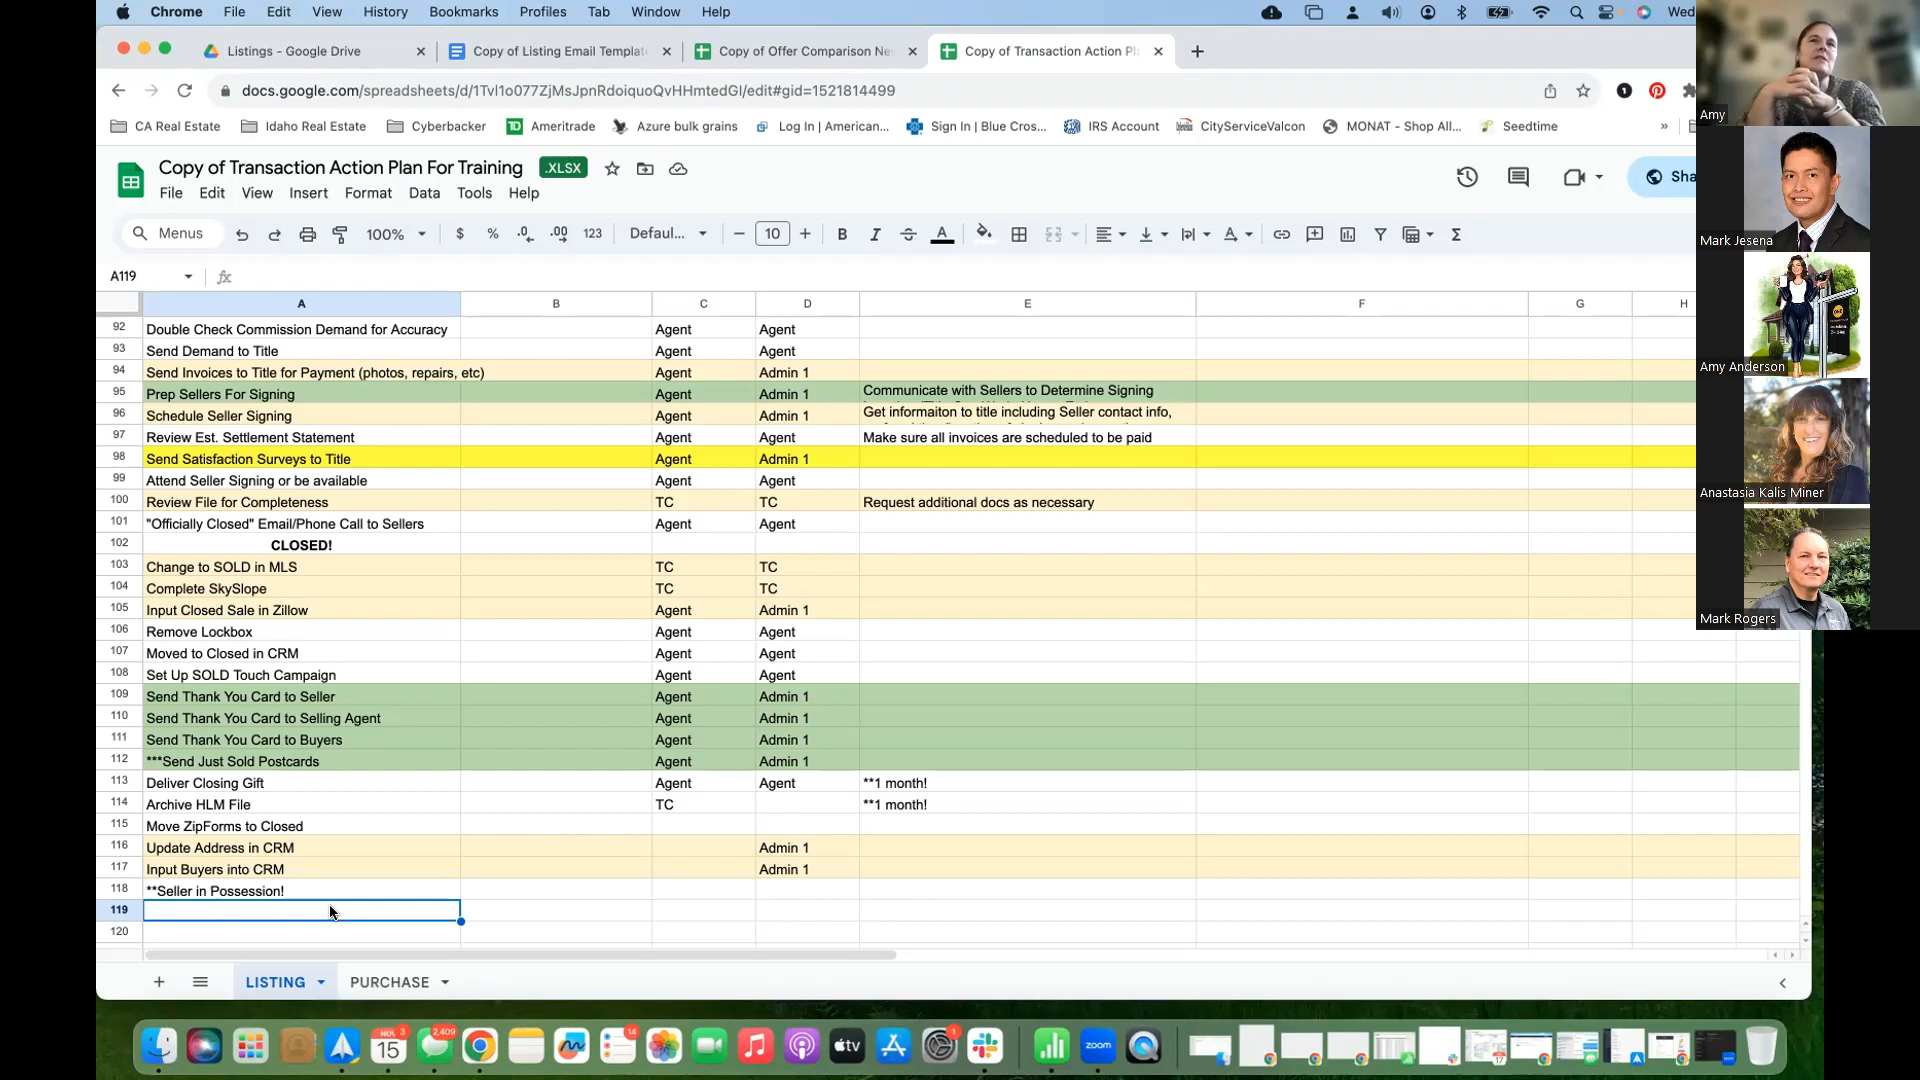 Chrome File Edit View History Bookmarks Profiles Tab Window Help Wed
Listings - Google Drive Copy of Listing Email Templat Copy of Offer Comparison Ne Copy of Transaction Action Pl
docs.google.com/spreadsheets/d/1TvI1o077ZjMsJpnRdoiquoQvHHmtedGl/edit#gid=1521814499
CA Real Estate Idaho Real Estate Cyberbacker Ameritrade Azure bulk grains Log In | American... Sign In | Blue Cros... IRS Account CityServiceValcon MONAT - Shop All... Seedtime »
Copy of Transaction Action Plan For Training .XLSX
File Edit View Insert Format Data Tools Help
Sha
Menus 100% $ % .0 .00 123 Defaul... 10 B I A
A119 fx
A B C D E F G H
92 Double Check Commission Demand for Accuracy Agent Agent
93 Send Demand to Title Agent Agent
94 Send Invoices to Title for Payment (photos, repairs, etc) Agent Admin 1
95 Prep Sellers For Signing Agent Admin 1 Communicate with Sellers to Determine Signing
96 Schedule Seller Signing Agent Admin 1 Get informaiton to title including Seller contact info,
97 Review Est. Settlement Statement Agent Agent Make sure all invoices are scheduled to be paid
98 Send Satisfaction Surveys to Title Agent Admin 1
99 Attend Seller Signing or be available Agent Agent
100 Review File for Completeness TC TC Request additional docs as necessary
101 "Officially Closed" Email/Phone Call to Sellers Agent Agent
102 CLOSED!
103 Change to SOLD in MLS TC TC
104 Complete SkySlope TC TC
105 Input Closed Sale in Zillow Agent Admin 1
106 Remove Lockbox Agent Agent
107 Moved to Closed in CRM Agent Agent
108 Set Up SOLD Touch Campaign Agent Agent
109 Send Thank You Card to Seller Agent Admin 1
110 Send Thank You Card to Selling Agent Agent Admin 1
111 Send Thank You Card to Buyers Agent Admin 1
112 ***Send Just Sold Postcards Agent Admin 1
113 Deliver Closing Gift Agent Agent **1 month!
114 Archive HLM File TC **1 month!
115 Move ZipForms to Closed
116 Update Address in CRM Admin 1
117 Input Buyers into CRM Admin 1
118 **Seller in Possession!
119
120
LISTING PURCHASE
NOV 3 15 2,409 14 tv 1 zoom 17
Amy
Mark Jesena
Amy Anderson
Anastasia Kalis Miner
Mark Rogers